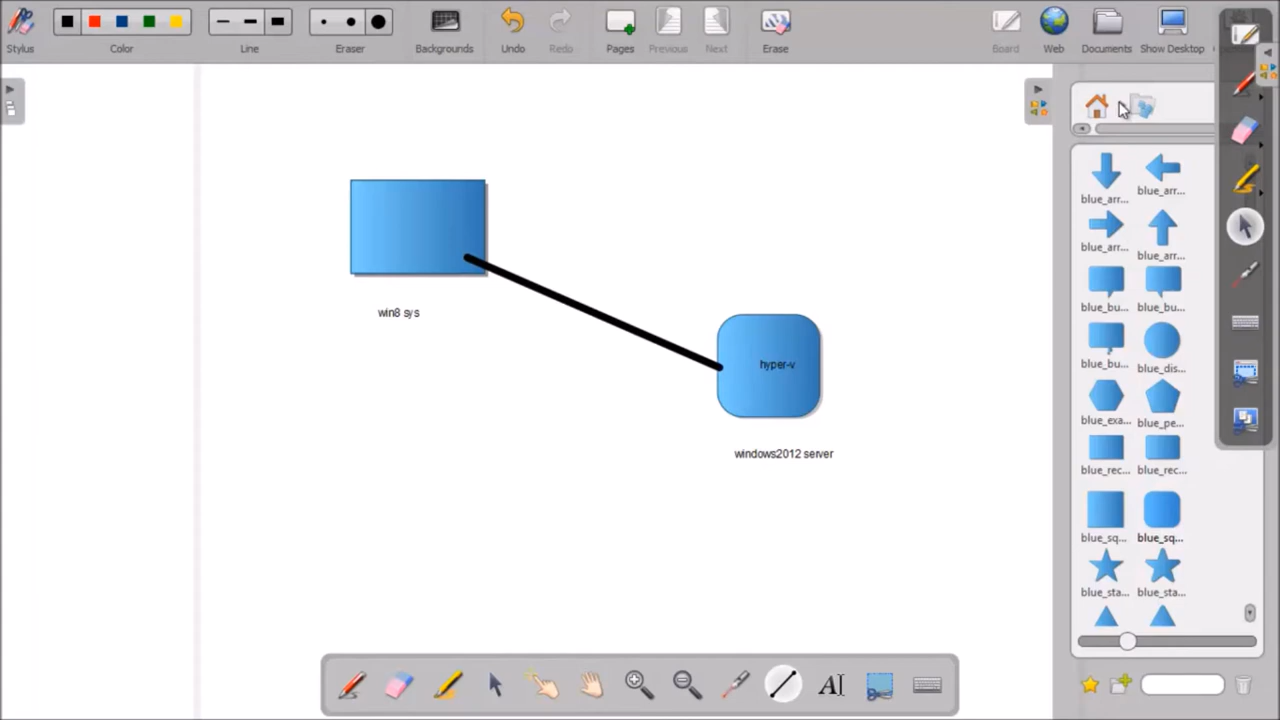 Stylus
Color
Line
Eraser
Backgrounds
Undo
Redo
Pages
Previous
Next
Erase
Board
Web
Documents
Show Desktop
win8 sys
hyper-v
windows2012 server
blue_arr...
blue_arr...
blue_arr...
blue_arr...
blue_bu...
blue_bu...
blue_bu...
blue_dis...
blue_exa...
blue_pe...
blue_rec...
blue_rec...
blue_sq...
blue_sq...
blue_sta...
blue_sta...
AI